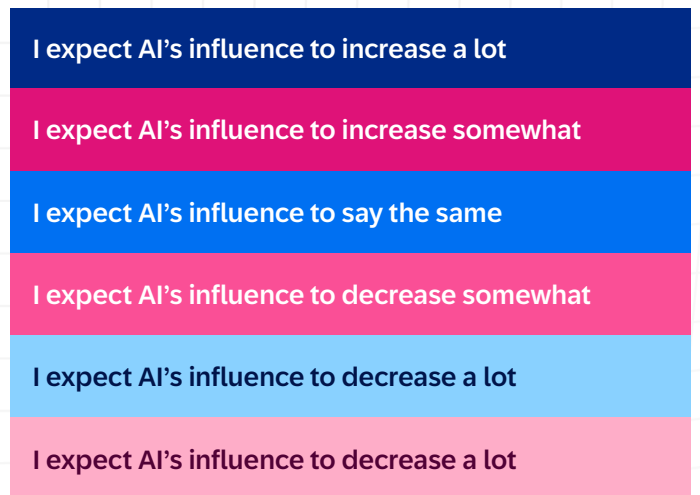 I expect AI’s influence to increase a lot
I expect AI’s influence to increase somewhat
I expect AI’s influence to say the same
I expect AI’s influence to decrease somewhat
I expect AI’s influence to decrease a lot
I expect AI’s influence to decrease a lot